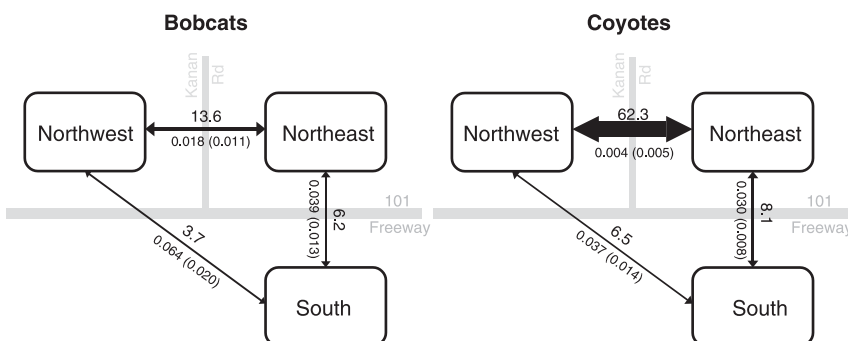 Bobcats
Kanan
Rd
Northwest
13.6
0.018 (0.011)
Northeast
6.2
0.039 (0.013)
101
Freeway
3.7
0.064 (0.020)
South
Coyotes
Kanan
Rd
Northwest
62.3
0.004 (0.005)
Northeast
8.1
0.030 (0.008)
101
Freeway
6.5
0.037 (0.014)
South